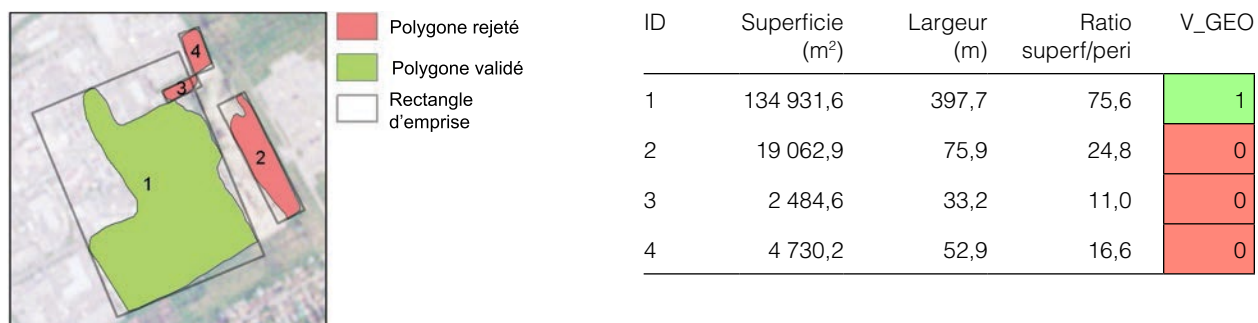 4
3
2
1
Polygone rejeté
Polygone validé
Rectangle
d'emprise
ID Superficie (m²) Largeur (m) Ratio superf/peri V_GEO
1 134 931,6 397,7 75,6 1
2 19 062,9 75,9 24,8 0
3 2 484,6 33,2 11,0 0
4 4 730,2 52,9 16,6 0